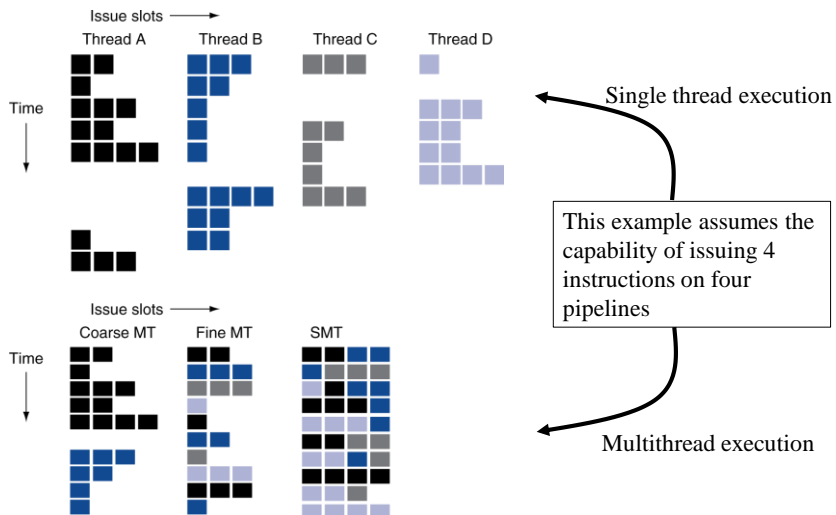 Issue slots
Thread A
Thread B
Thread C
Thread D
Time
Single thread execution
This example assumes the
capability of issuing 4
instructions on four
pipelines
Issue slots
Coarse MT
Fine MT
SMT
Time
Multithread execution